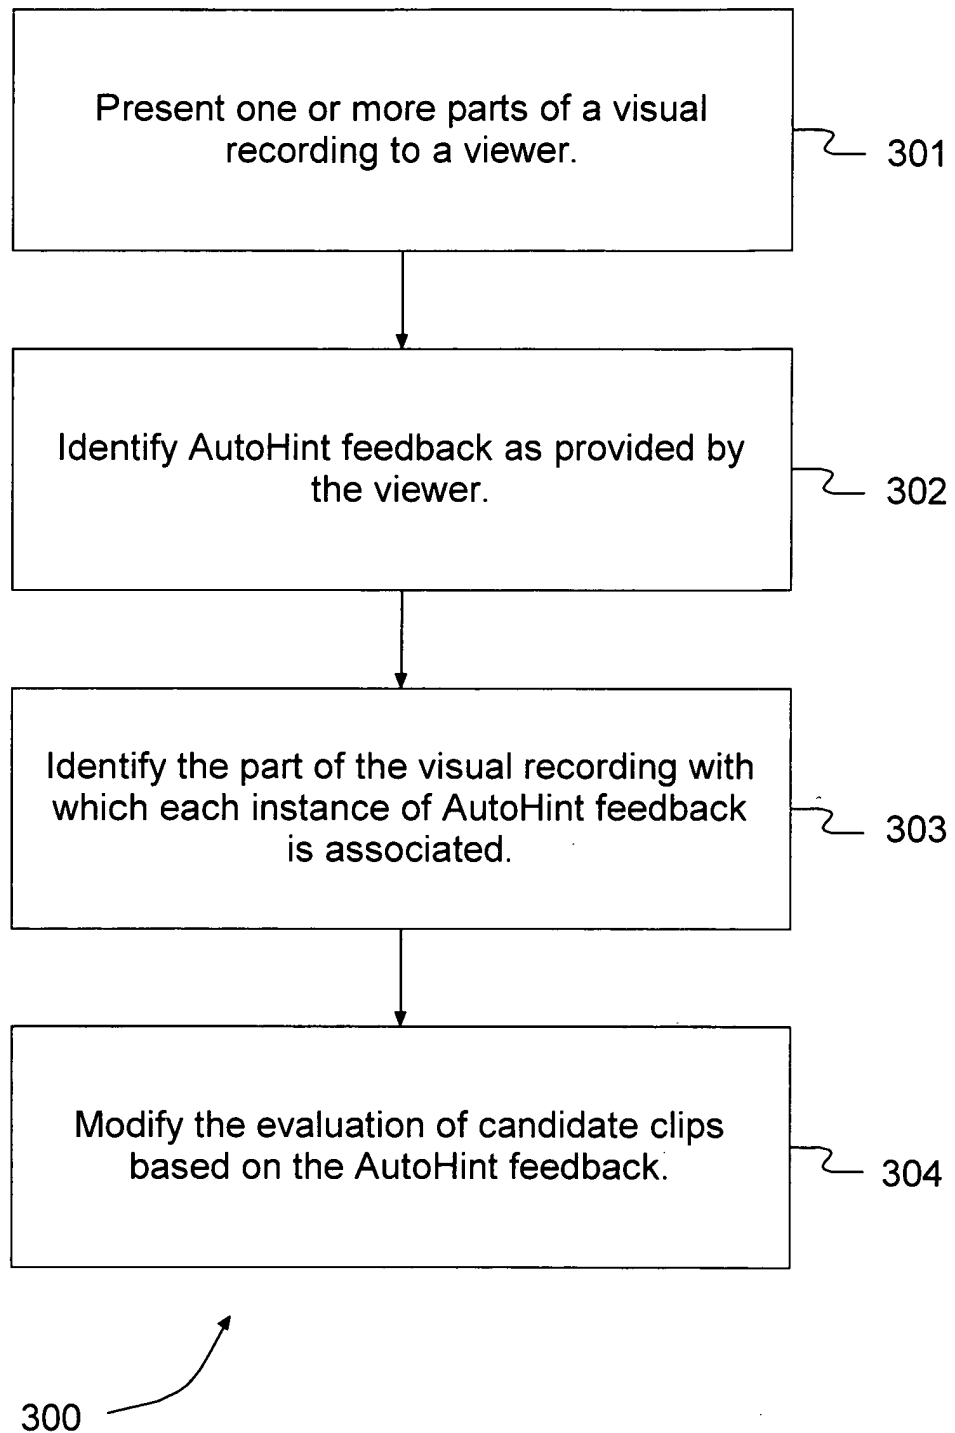 Present one or more parts of a visual
recording to a viewer.
301
Identify AutoHint feedback as provided by
the viewer.
302
Identify the part of the visual recording with
which each instance of AutoHint feedback
is associated.
303
Modify the evaluation of candidate clips
based on the AutoHint feedback.
304
300